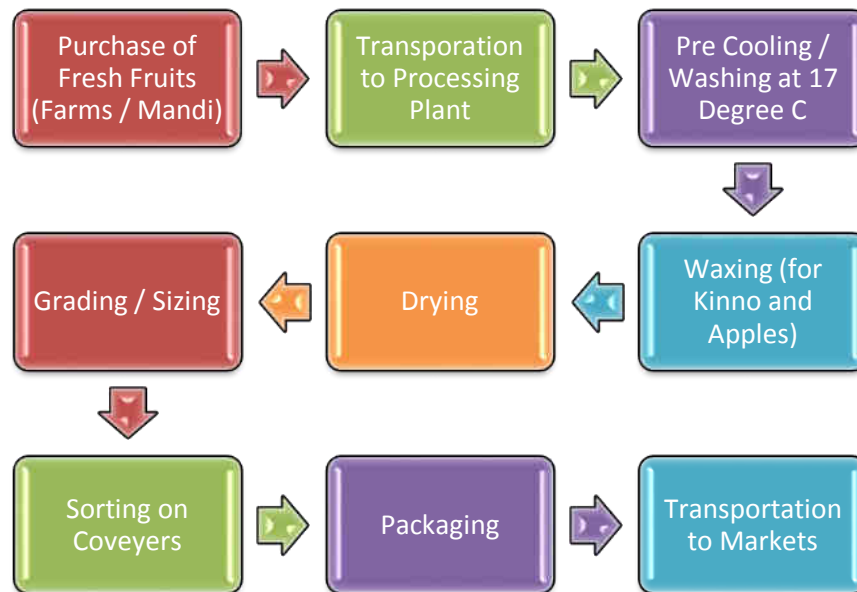 Purchase of
Fresh Fruits
(Farms / Mandi)
Transporation
to Processing
Plant
Pre Cooling /
Washing at 17
Degree C
Waxing (for
Kinno and
Apples)
Drying
Grading / Sizing
Sorting on
Coveyers
Packaging
Transportation
to Markets